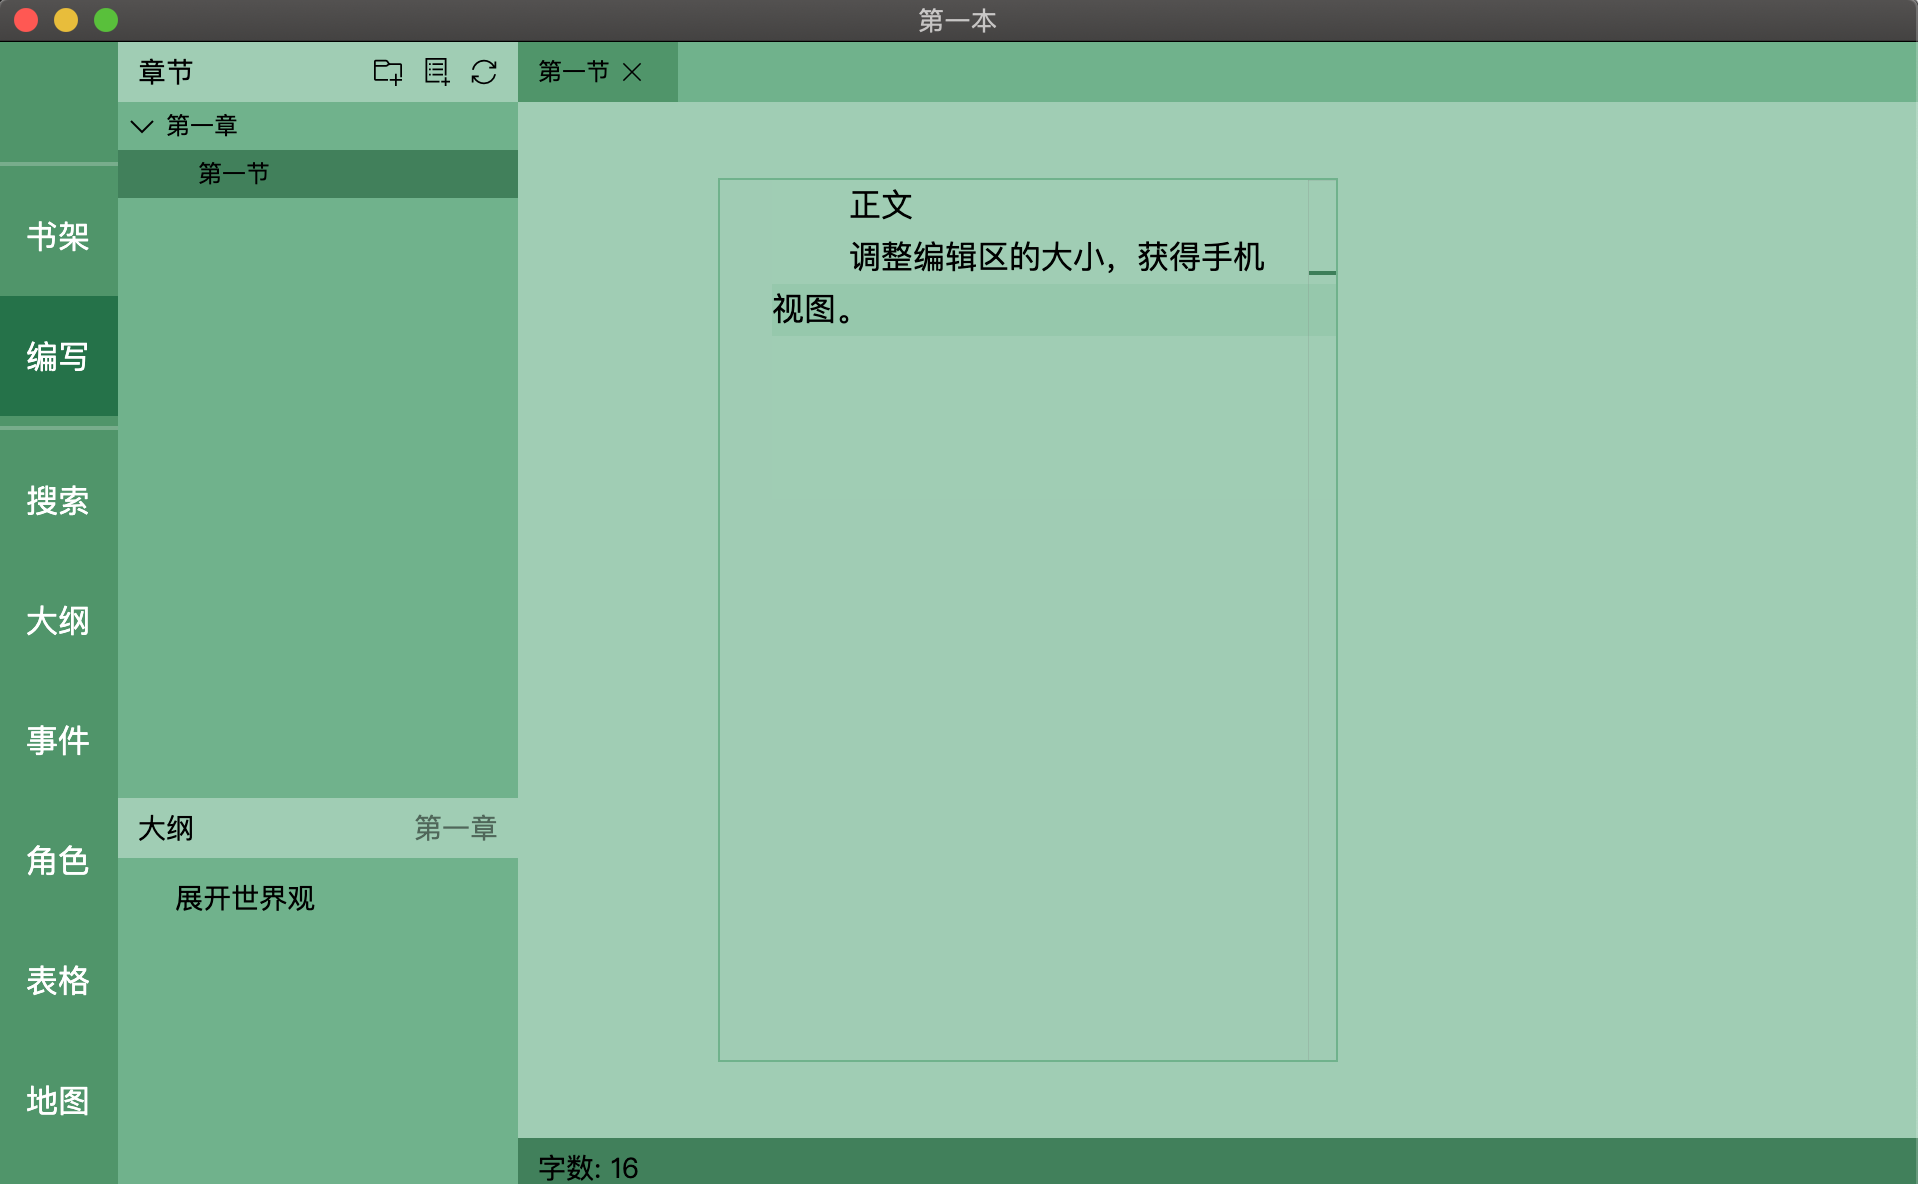 第一本
章节
第一节
第一章
第一节
书架
编写
搜索
大纲
事件
角色
表格
地图
正文
调整编辑区的大小，获得手机
视图。
大纲 第一章
展开世界观
字数: 16